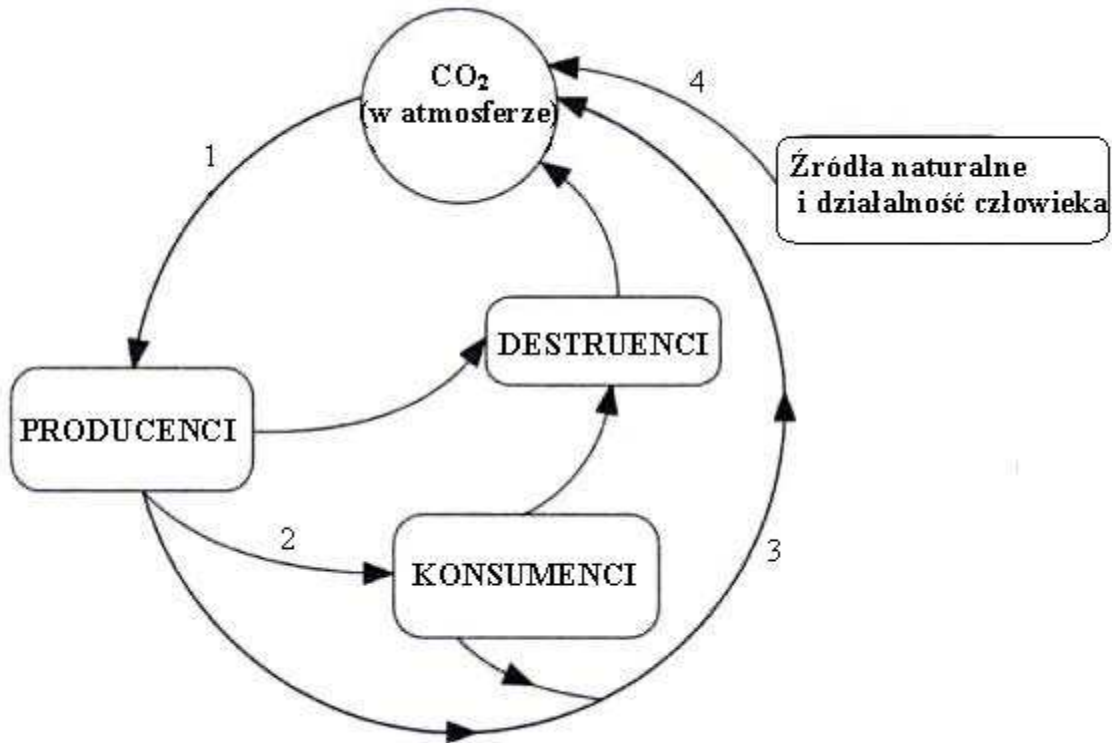 CO₂
(w atmosferze)
4
1
Źródła naturalne
i działalność człowieka
DESTRUENCI
PRODUCENCI
2
KONSUMENCI
3